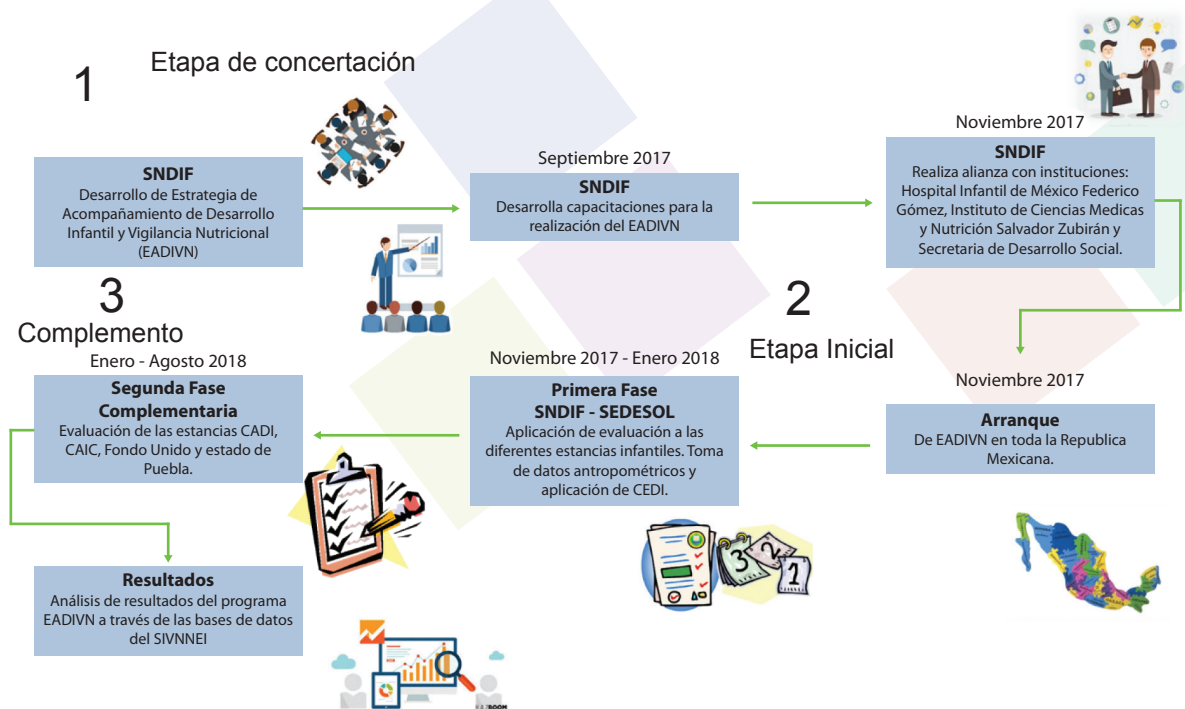 1
Etapa de concertación
SNDIF
Desarrollo de Estrategia de
Acompañamiento de Desarrollo
Infantil y Vigilancia Nutricional
(EADIVN)
Septiembre 2017
SNDIF
Desarrolla capacitaciones para la
realización del EADIVN
Noviembre 2017
SNDIF
Realiza alianza con instituciones:
Hospital Infantil de México Federico
Gómez, Instituto de Ciencias Medicas
y Nutrición Salvador Zubirán y
Secretaria de Desarrollo Social.
2
Etapa Inicial
Noviembre 2017
Arranque
De EADIVN en toda la Republica
Mexicana.
Noviembre 2017 - Enero 2018
Primera Fase
SNDIF - SEDESOL
Aplicación de evaluación a las
diferentes estancias infantiles. Toma
de datos antropométricos y
aplicación de CEDI.
3
2
1
3
Complemento
Enero - Agosto 2018
Segunda Fase
Complementaria
Evaluación de las estancias CADI,
CAIC, Fondo Unido y estado de
Puebla.
Resultados
Análisis de resultados del programa
EADIVN a través de las bases de datos
del SIVNNEI